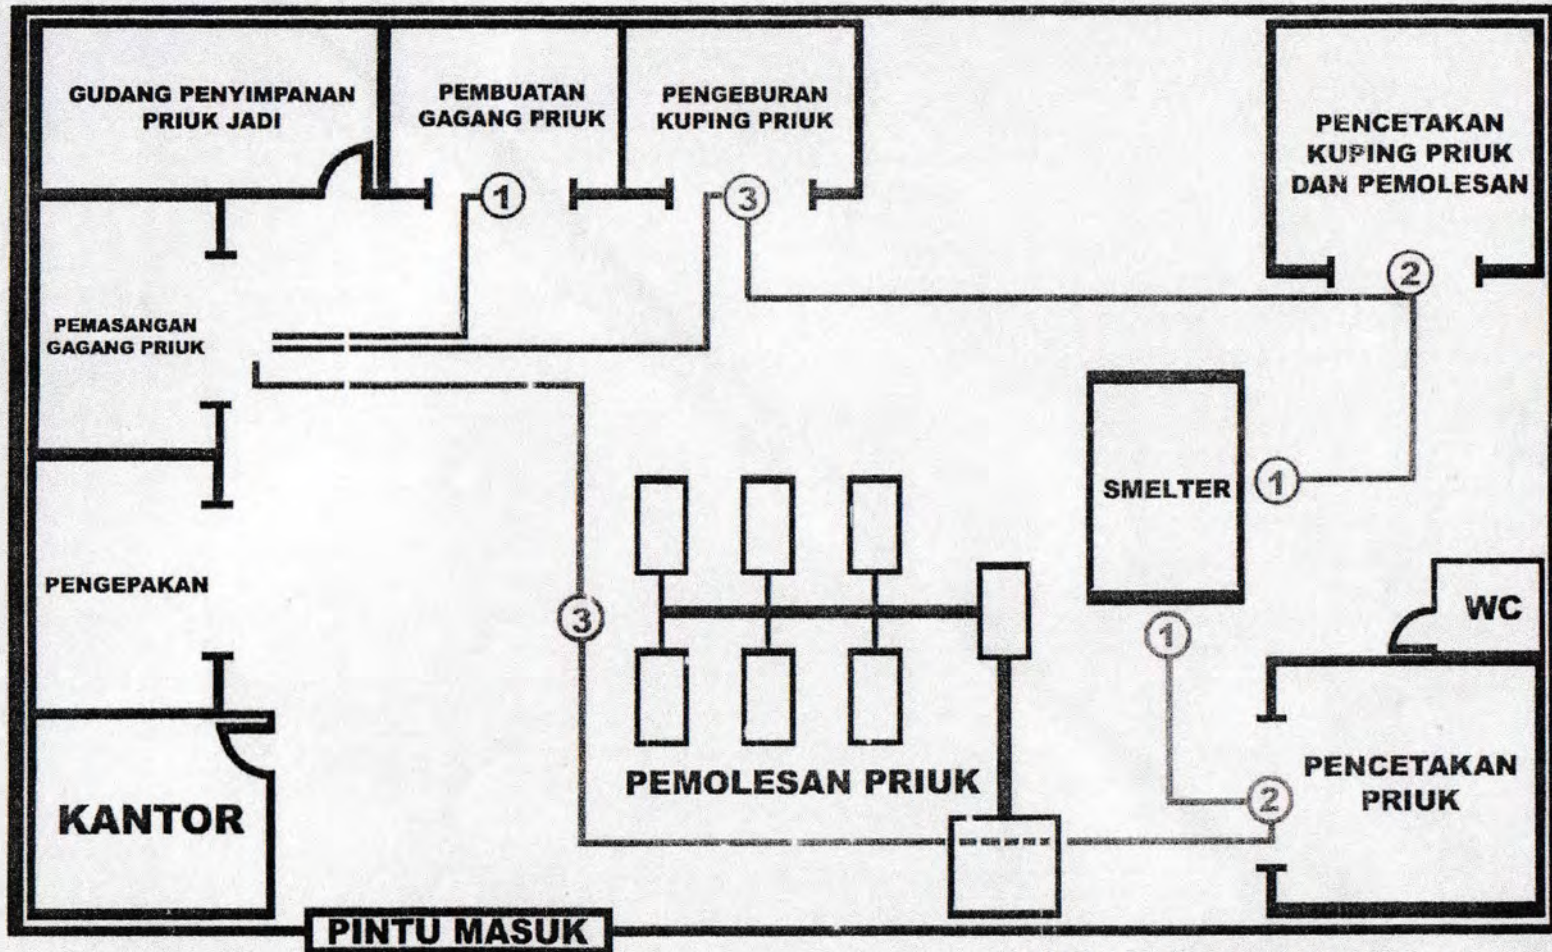 GUDANG PENYIMPANAN
PRIUK JADI
PEMBUATAN
GAGANG PRIUK
PENGEBURAN
KUPING PRIUK
PENCETAKAN
KUPING PRIUK
DAN PEMOLESAN
1
3
2
PEMASANGAN
GAGANG PRIUK
SMELTER
1
PENGEPAKAN
3
1
WC
PEMOLESAN PRIUK
PENCETAKAN
PRIUK
2
KANTOR
PINTU MASUK